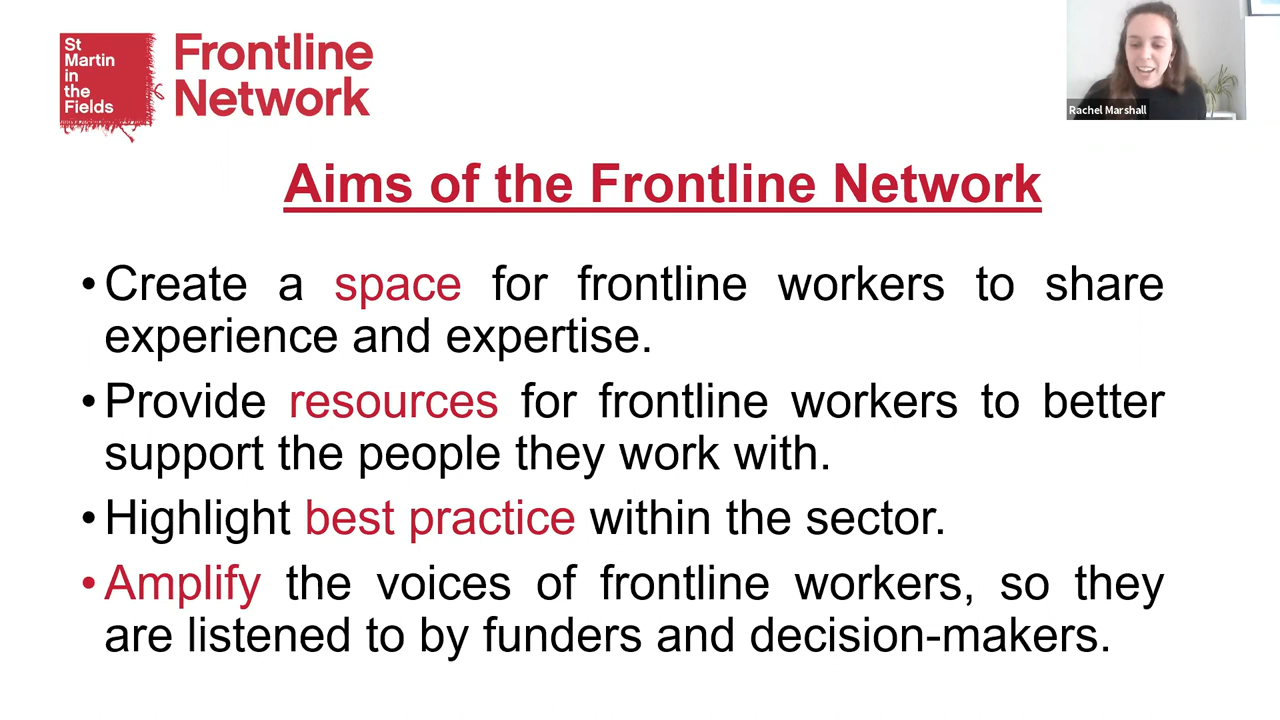 St
Martin
in
the
Fields
Frontline
Network
Rachel Marshall
Aims of the Frontline Network
•Create a space for frontline workers to share
experience and expertise.
•Provide resources for frontline workers to better
support the people they work with.
•Highlight best practice within the sector.
•Amplify the voices of frontline workers, so they
are listened to by funders and decision-makers.